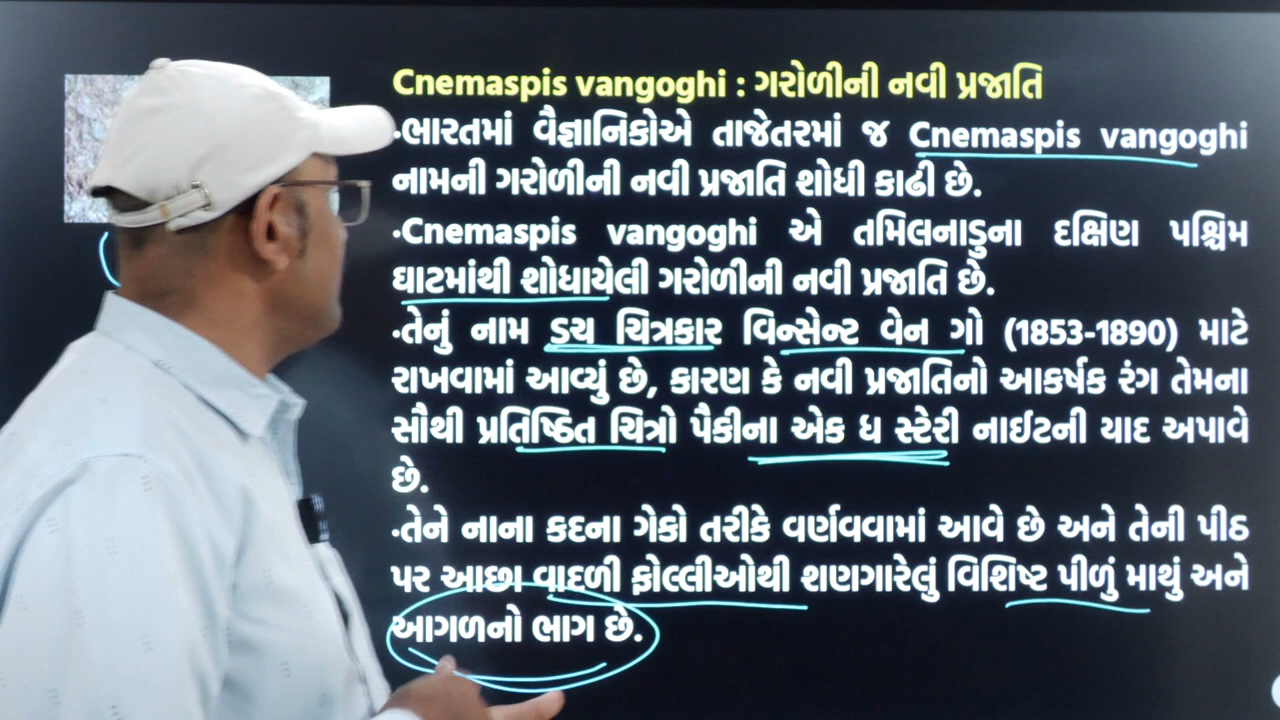 Cnemaspis vangoghi : ગરોળીની નવી પ્રજાતિ
·ભારતમાં વૈજ્ઞાનિકોએ તાજેતરમાં જ Cnemaspis vangoghi
નામની ગરોળીની નવી પ્રજાતિ શોધી કાઢી છે.
·Cnemaspis vangoghi એ તમિલનાડુના દક્ષિણ પશ્ચિમ
ઘાટમાંથી શોધાયેલી ગરોળીની નવી પ્રજાતિ છે.
·તેનું નામ ડચ ચિત્રકાર વિન્સેન્ટ વેન ગો (1853-1890) માટે
રાખવામાં આવ્યું છે, કારણ કે નવી પ્રજાતિનો આકર્ષક રંગ તેમના
સૌથી પ્રતિષ્ઠિત ચિત્રો પૈકીના એક ધ સ્ટેરી નાઈટની યાદ અપાવે
છે.
·તેને નાના કદના ગેકો તરીકે વર્ણવવામાં આવે છે અને તેની પીઠ
પર આછા વાદળી ફોલ્લીઓથી શણગારેલું વિશિષ્ટ પીળું માથું અને
આગળનો ભાગ છે.